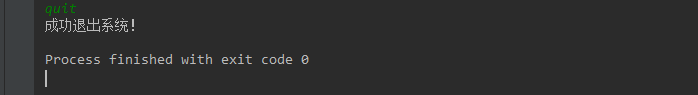 quit
成功退出系统!
Process finished with exit code 0